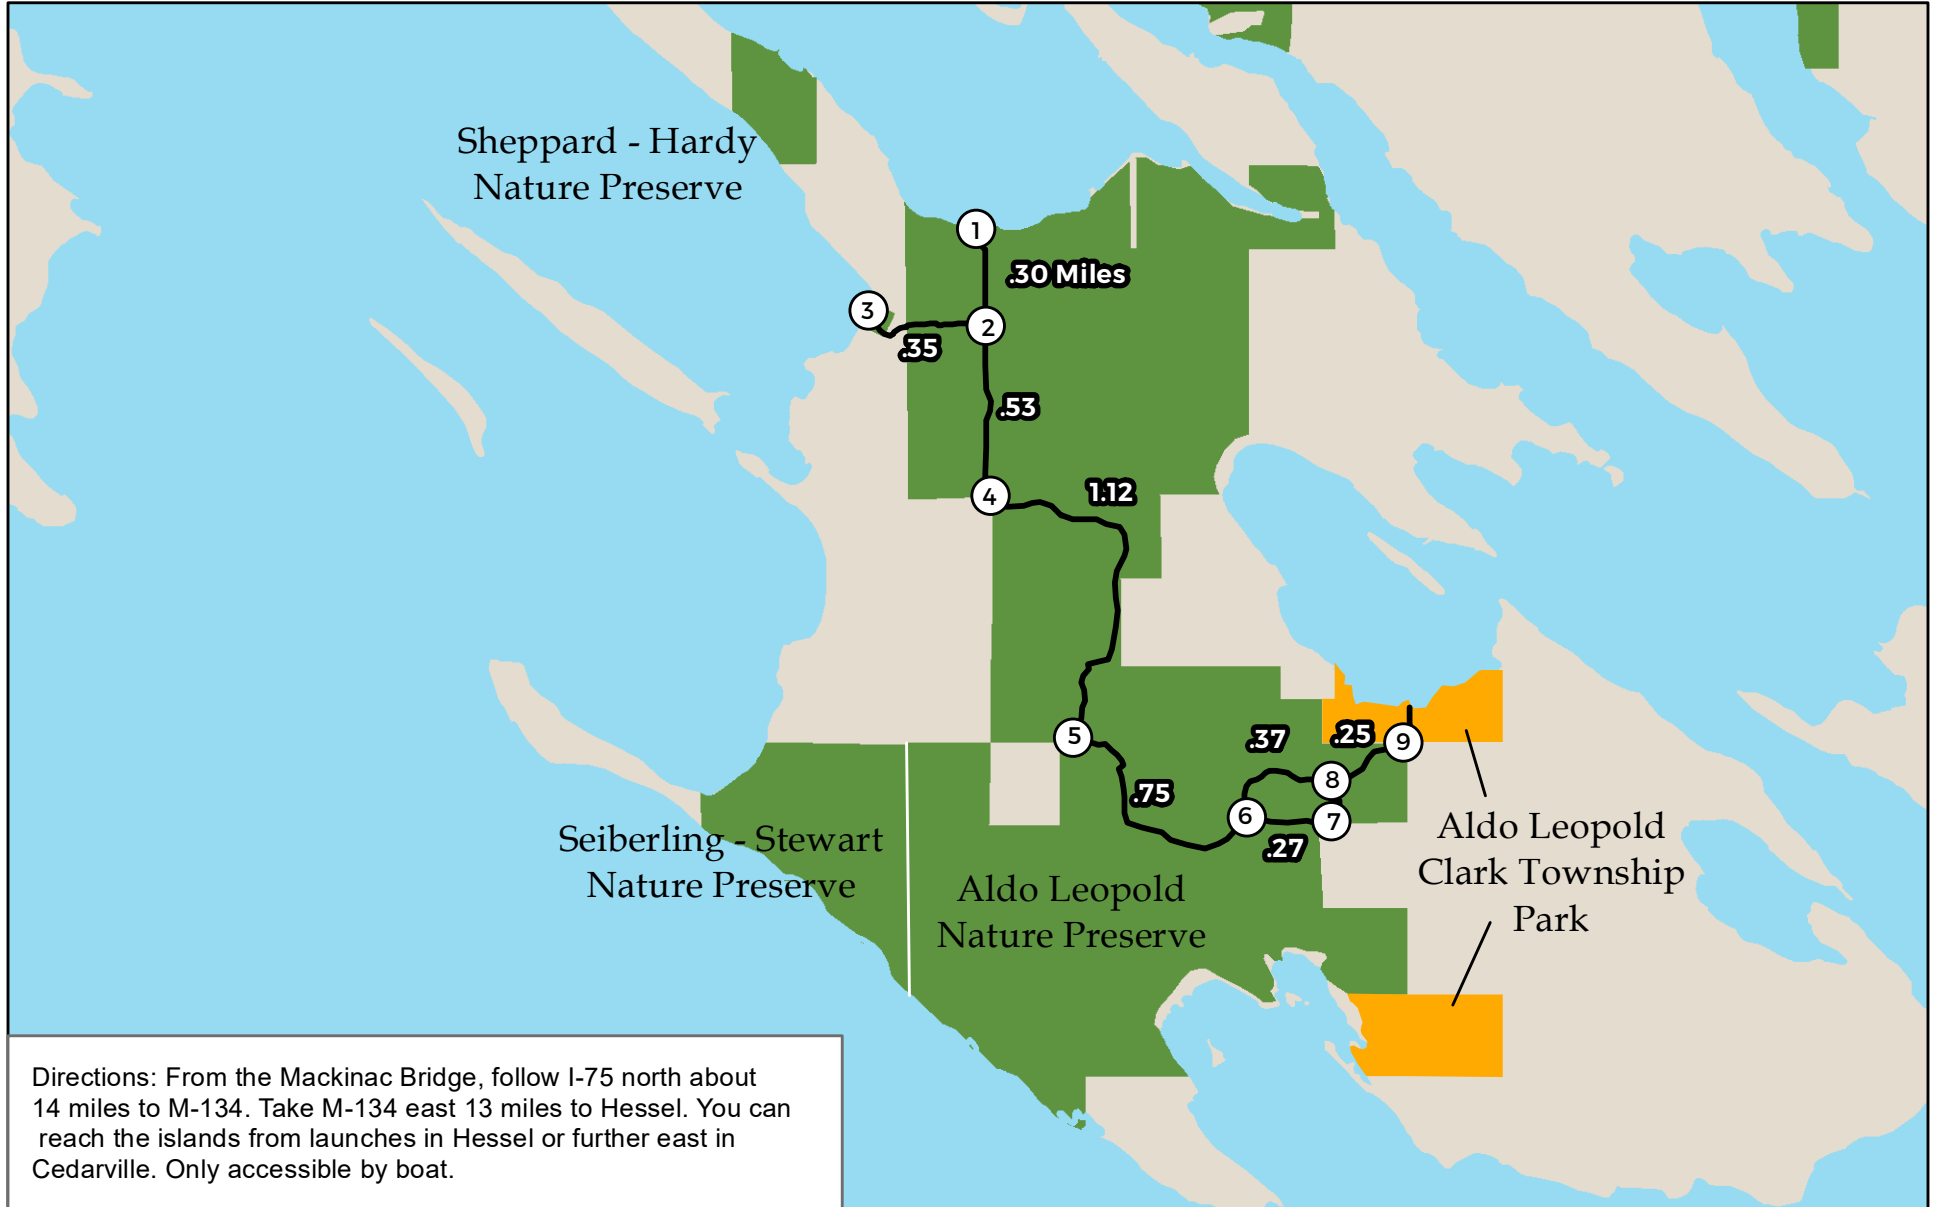 Sheppard - Hardy
Nature Preserve
1
.30 Miles
3
2
.35
.53
4
1.12
5
.37
.25
9
8
.75
6
7
.27
Seiberling - Stewart
Nature Preserve
Aldo Leopold
Nature Preserve
Aldo Leopold
Clark Township
Park
Directions: From the Mackinac Bridge, follow I-75 north about
14 miles to M-134. Take M-134 east 13 miles to Hessel. You can
reach the islands from launches in Hessel or further east in
Cedarville. Only accessible by boat.